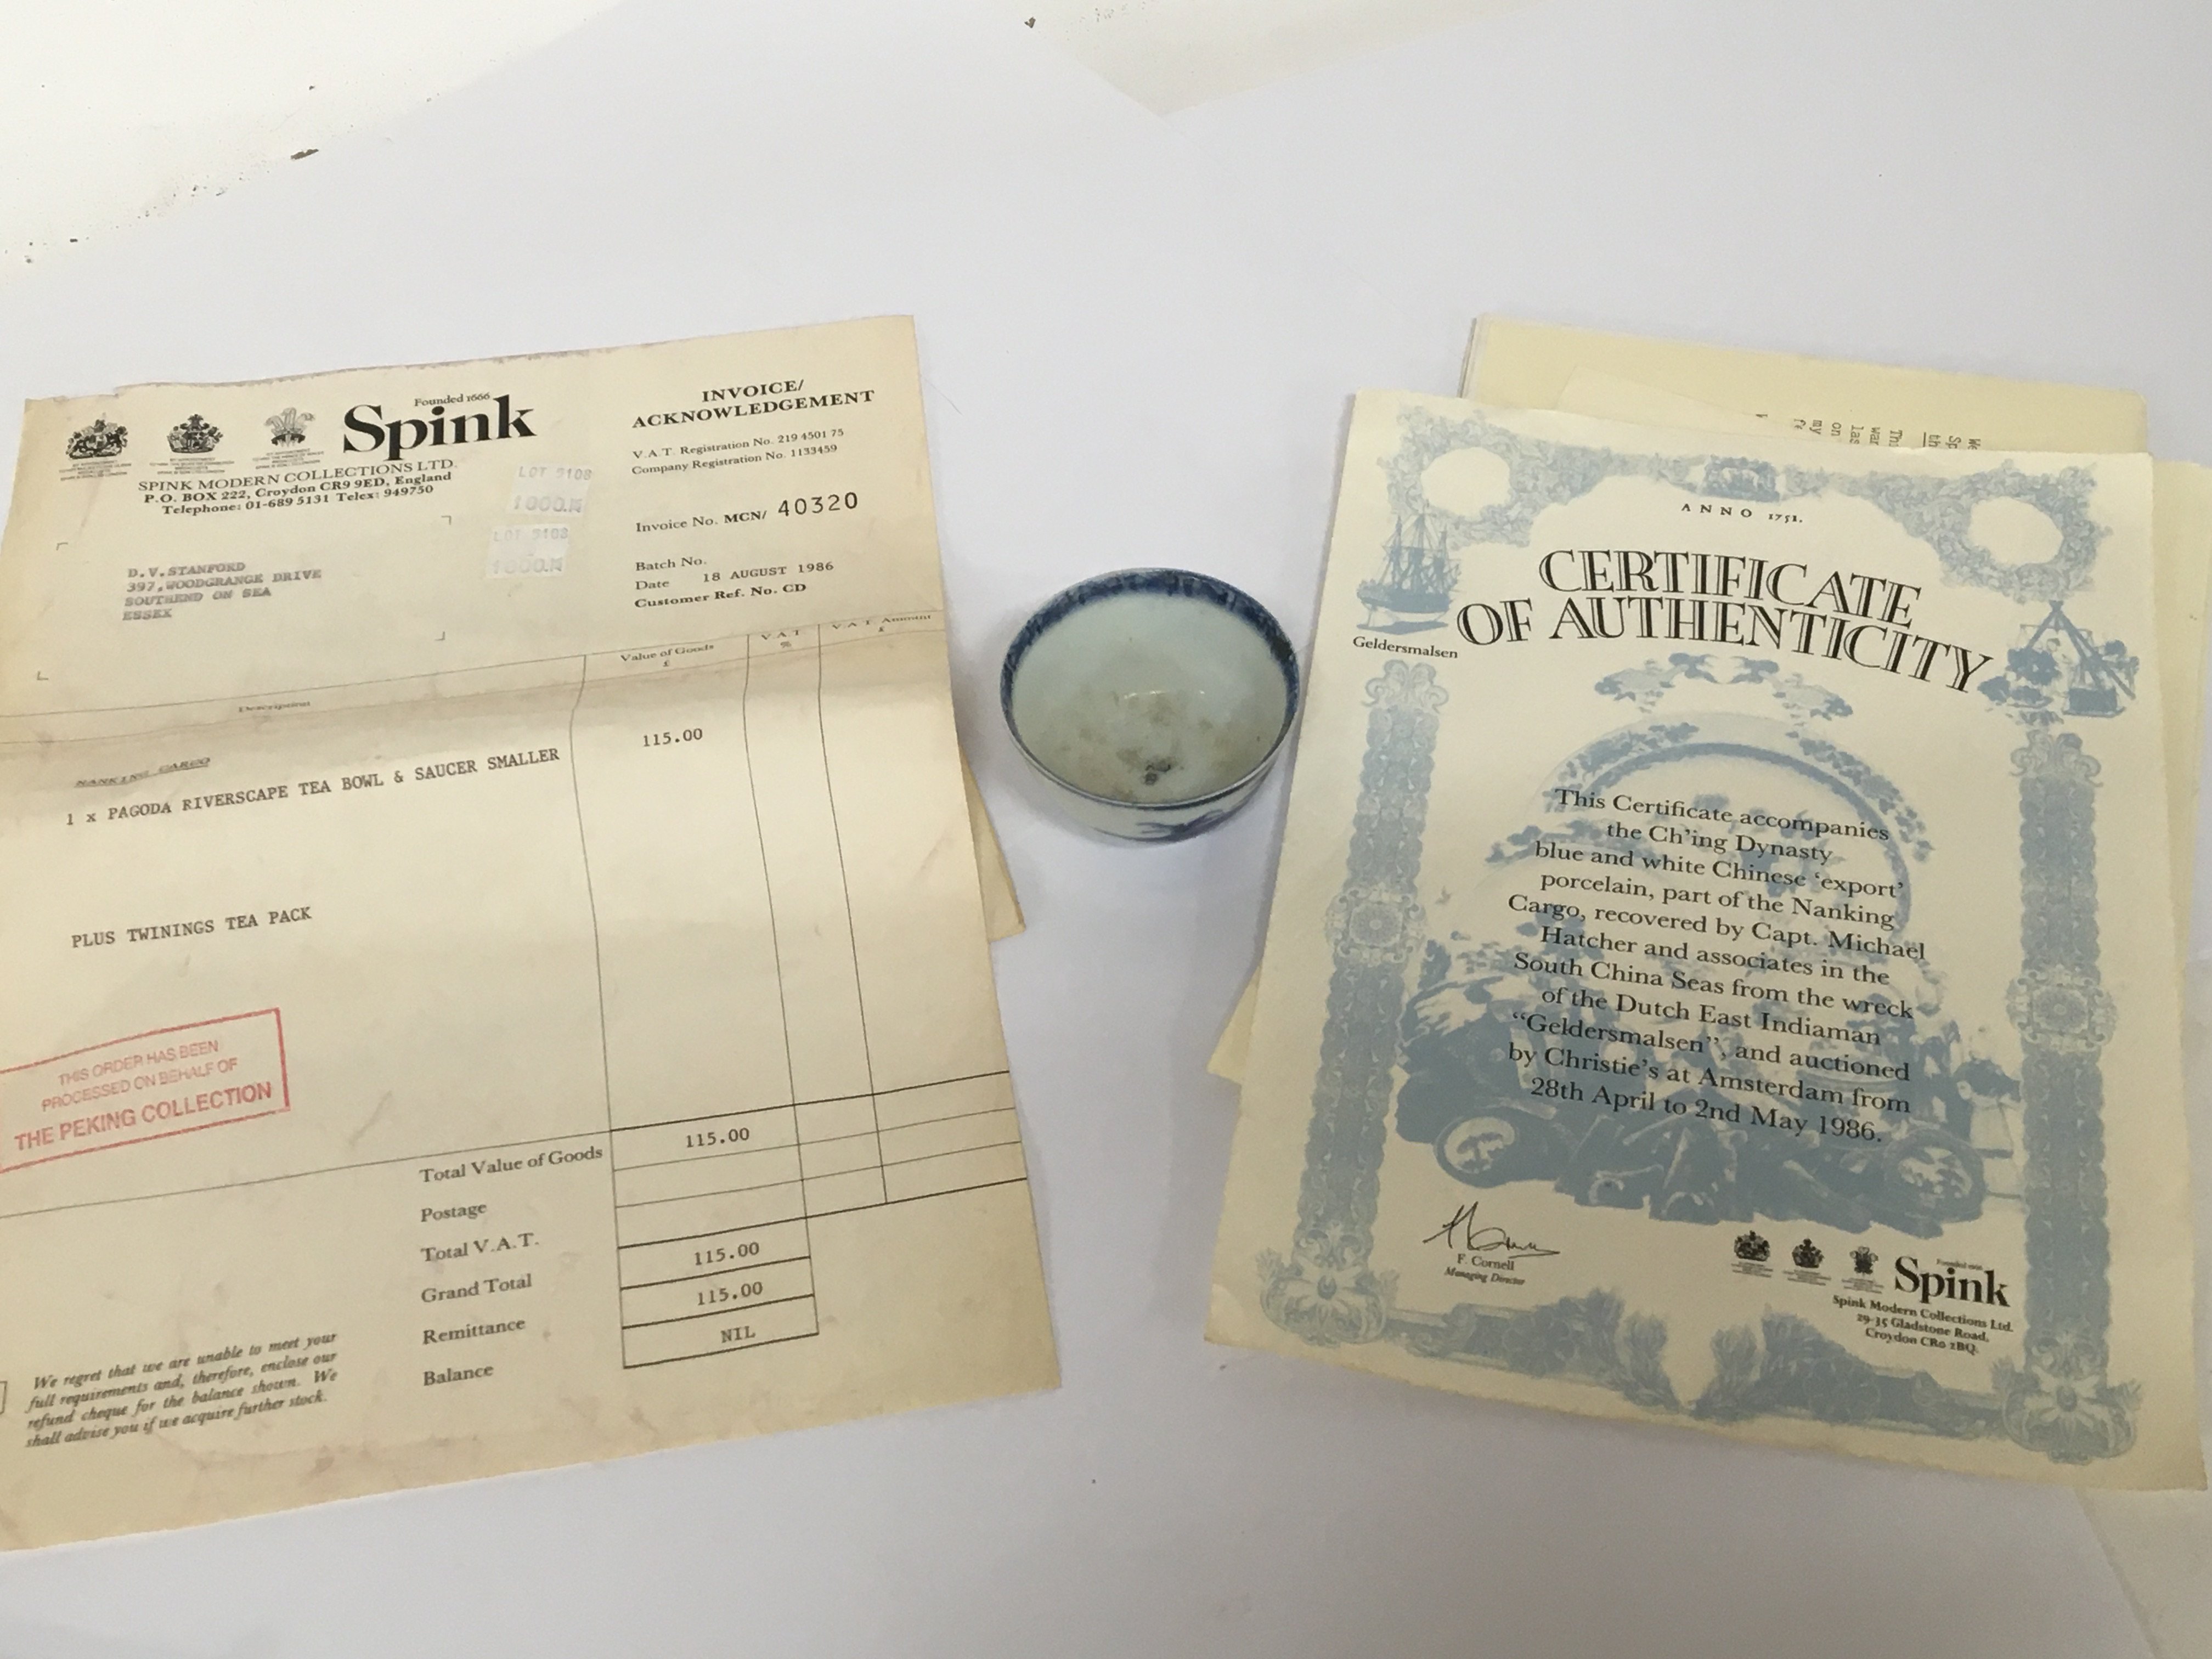 Founded 1666
Spink
SPINK MODERN COLLECTIONS LTD.
P.O. BOX 222, Croydon CR9 9ED, England
Telephone: 01-689 5131 Telex: 949750
INVOICE/
ACKNOWLEDGEMENT
V.A.T. Registration No. 219 4501 75
Company Registration No. 1133459
LOT 5108
Invoice No. MCN/ 40320
Batch No.
Date 18 AUGUST 1986
Customer Ref. No. CD
D.V.STANFORD
397,WOODGRANGE DRIVE
SOUTHEND ON SEA
ESSEX
Description
Value of Goods
£
V.A.T
%
V.A.T Amount
£
NANKING CARGO
1 x PAGODA RIVERSCAPE TEA BOWL & SAUCER SMALLER
115.00
PLUS TWININGS TEA PACK
THIS ORDER HAS BEEN
PROCESSED ON BEHALF OF
THE PEKING COLLECTION
Total Value of Goods
115.00
Postage
Total V.A.T.
115.00
Grand Total
115.00
Remittance
NIL
Balance
We regret that we are unable to meet your
full requirements and, therefore, enclose our
refund cheque for the balance shown. We
shall advise you if we acquire further stock.
ANNO 1751.
CERTIFICATE
OF AUTHENTICITY
Geldersmalsen
This Certificate accompanies
the Ch'ing Dynasty
blue and white Chinese 'export'
porcelain, part of the Nanking
Cargo, recovered by Capt. Michael
Hatcher and associates in the
South China Seas from the wreck
of the Dutch East Indiaman
"Geldersmalsen", and auctioned
by Christie's at Amsterdam from
28th April to 2nd May 1986.
F. Cornell
Managing Director
Spink
Spink Modern Collections Ltd.
29-35 Gladstone Road,
Croydon CR0 2BQ.